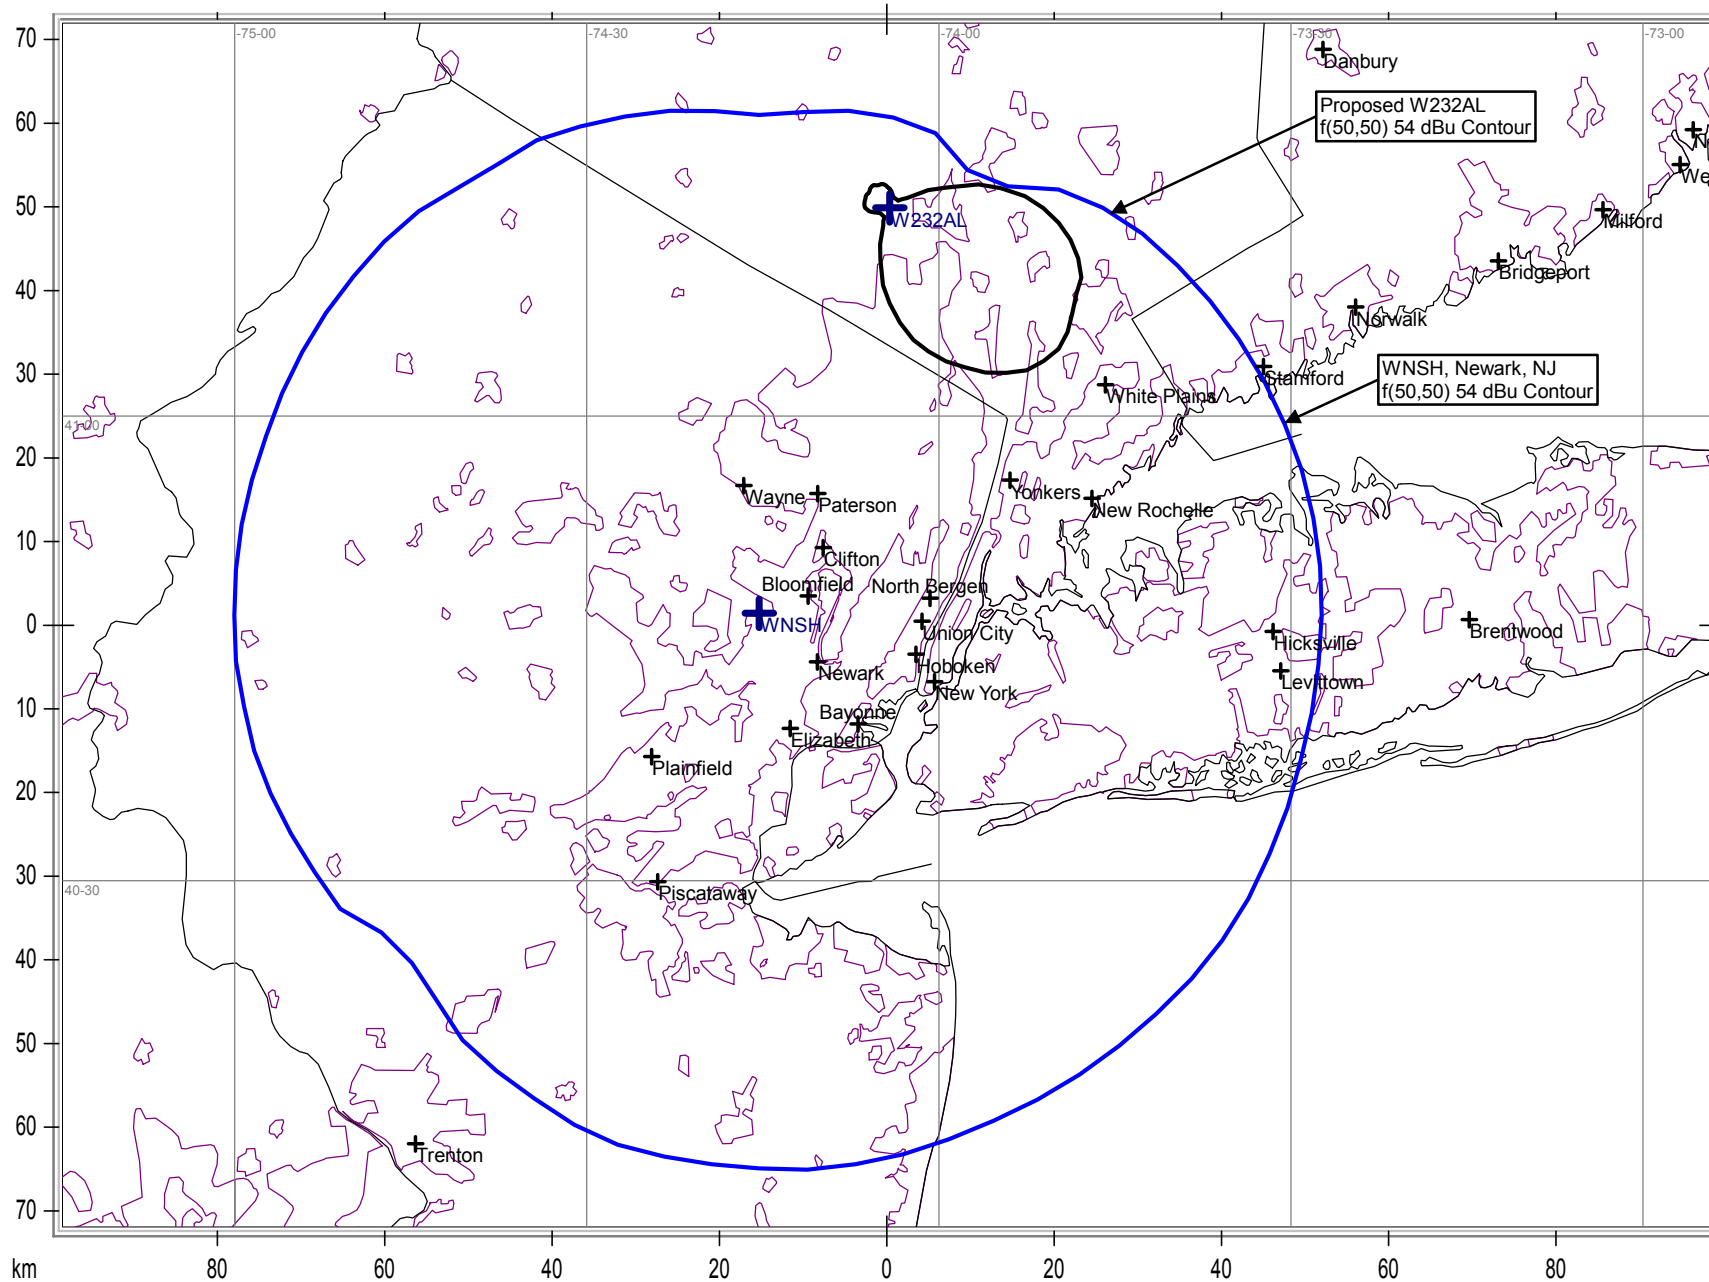 70
-75-00
-74-30
-74-00
-73-30
-73-00
Danbury
60
Proposed W232AL
f(50,50) 54 dBu Contour
N
We
50
W232AL
Milford
Bridgeport
40
Norwalk
30
Stamford
WNSH, Newark, NJ
f(50,50) 54 dBu Contour
White Plains
41-00
20
Wayne
Paterson
Yonkers
New Rochelle
10
Clifton
Bloomfield
North Bergen
0
WNSH
Union City
Hicksville
Brentwood
Newark
Hoboken
Levittown
New York
10
Bayonne
Elizabeth
Plainfield
20
30
40-30
Piscataway
40
50
60
Trenton
70
km
80
60
40
20
0
20
40
60
80